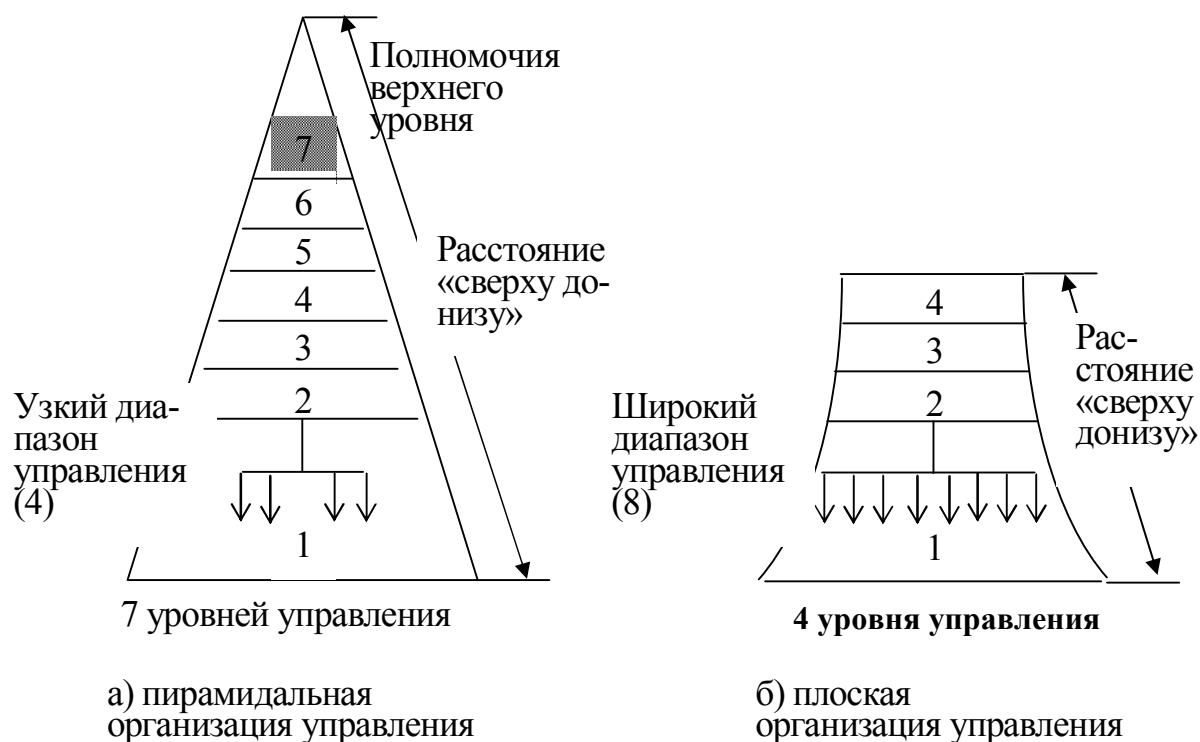 Полномочия
верхнего
уровня
7
6
5
4
3
2
1
Расстояние
«сверху до-
низу»
Узкий диа-
пазон
управления
(4)
7 уровней управления
а) пирамидальная
организация управления
4
3
2
1
Рас-
стояние
«сверху
донизу»
Широкий
диапазон
управления
(8)
4 уровня управления
б) плоская
организация управления